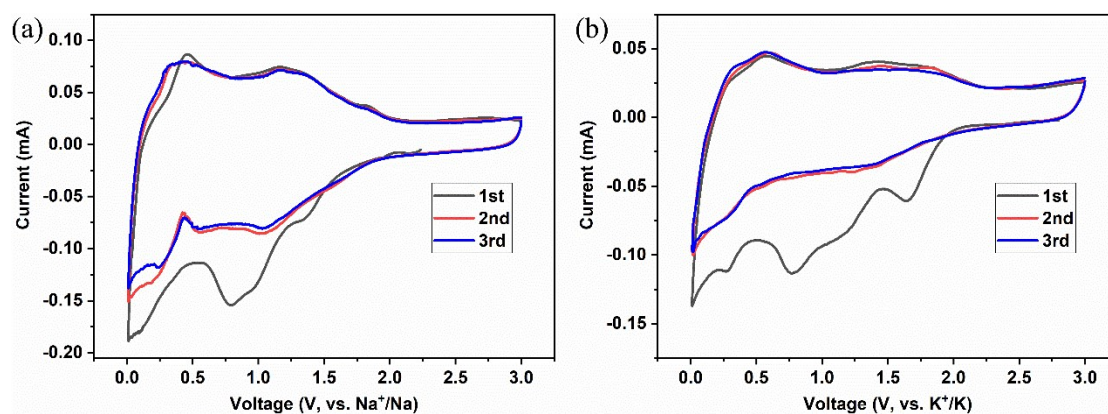 (a)
0.10
0.05
0.00
-0.05
-0.10
-0.15
-0.20
Current (mA)
1st
2nd
3rd
0.0 0.5 1.0 1.5 2.0 2.5 3.0
Voltage (V, vs. Na⁺/Na)
(b)
0.05
0.00
-0.05
-0.10
-0.15
Current (mA)
1st
2nd
3rd
0.0 0.5 1.0 1.5 2.0 2.5 3.0
Voltage (V, vs. K⁺/K)